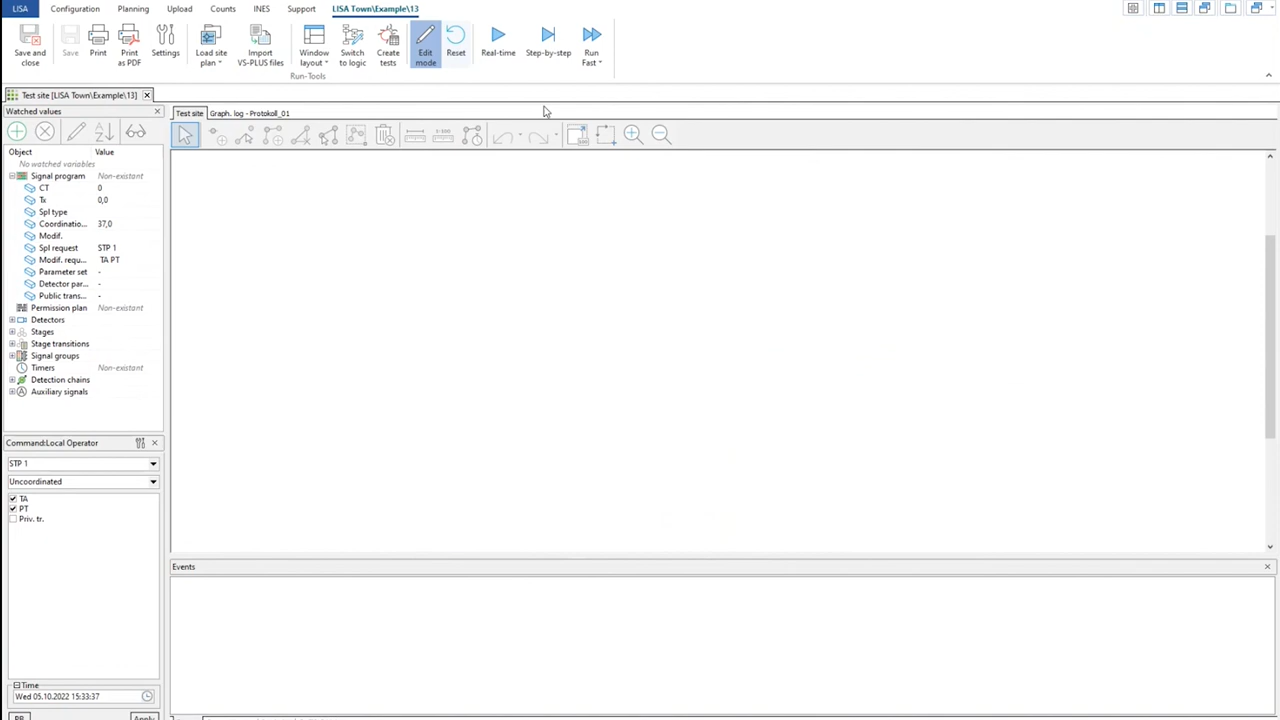 LISA Configuration Planning Upload Counts INES Support LISA Town\Example\13
Save and close Save Print Print as PDF Settings Load site plan Import VS-PLUS files Window layout Switch to logic Create tests Edit mode Reset Real-time Step-by-step Run Fast
Run-Tools
Test site [LISA Town\Example\13]
Watched values
Test site Graph. log - Protokoll_01
Object Value
No watched variables
Signal program Non-existant
CT 0
Tx 0,0
Spl type
Coordinatio... 37,0
Modif.
Spl request STP 1
Modif. requ... TA PT
Parameter set -
Detector par... -
Public trans... -
Permission plan Non-existant
Detectors
Stages
Stage transitions
Signal groups
Timers Non-existant
Detection chains
Auxiliary signals
Command:Local Operator
STP 1
Uncoordinated
TA
PT
Priv. tr.
Events
Time
Wed 05.10.2022 15:33:37
Apply